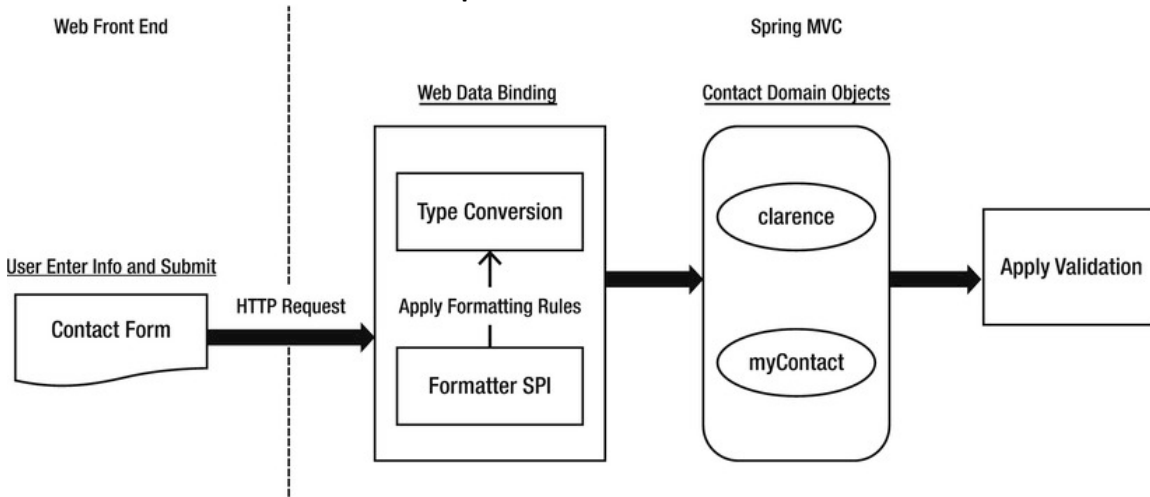 Web Front End
Spring MVC
Web Data Binding
Contact Domain Objects
Type Conversion
clarence
User Enter Info and Submit
Apply Validation
Contact Form
HTTP Request
Apply Formatting Rules
myContact
Formatter SPI